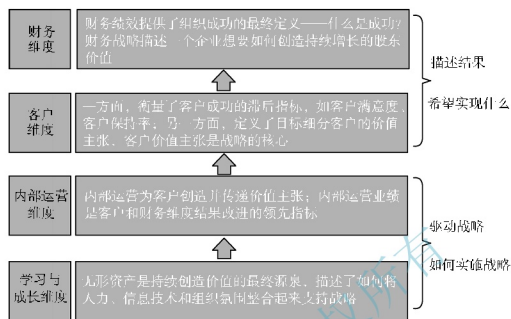 财务
维度
财务绩效提供了组织成功的最终定义——什么是成功?
财务战略描述一个企业想要如何创造持续增长的股东
价值
客户
维度
一方面，衡量了客户成功的滞后指标，如客户满意度、
客户保持率；另一方面，定义了目标细分客户的价值
主张，客户价值主张是战略的核心
描述结果
希望实现什么
内部运营
维度
内部运营为客户创造并传递价值主张；内部运营业绩
是客户和财务维度结果改进的领先指标
学习与
成长维度
无形资产是持续创造价值的最终源泉，描述了如何将
人力、信息技术和组织氛围整合起来支持战略
驱动战略
如何实施战略
所有